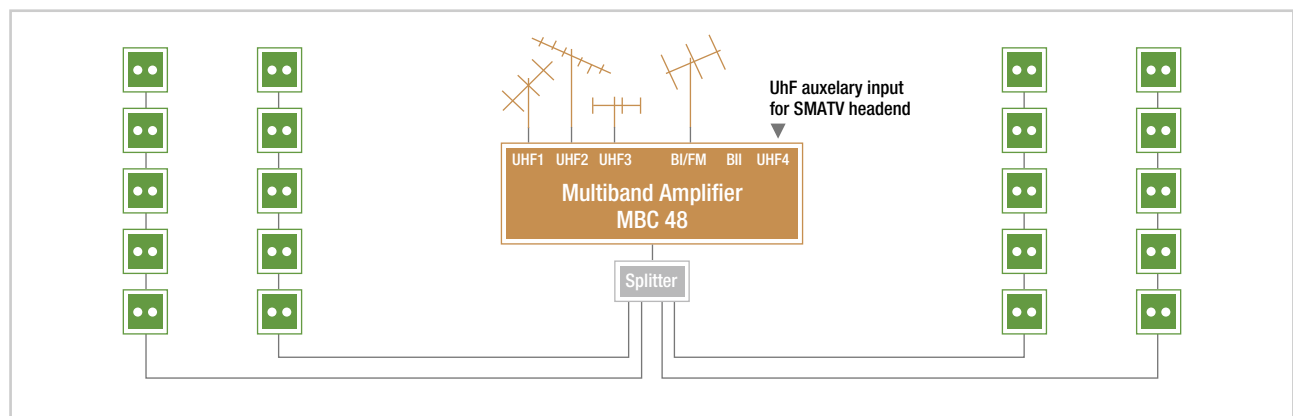 UhF auxelary input
for SMATV headend
UHF1 UHF2 UHF3 BI/FM BII UHF4
Multiband Amplifier
MBC 48
Splitter